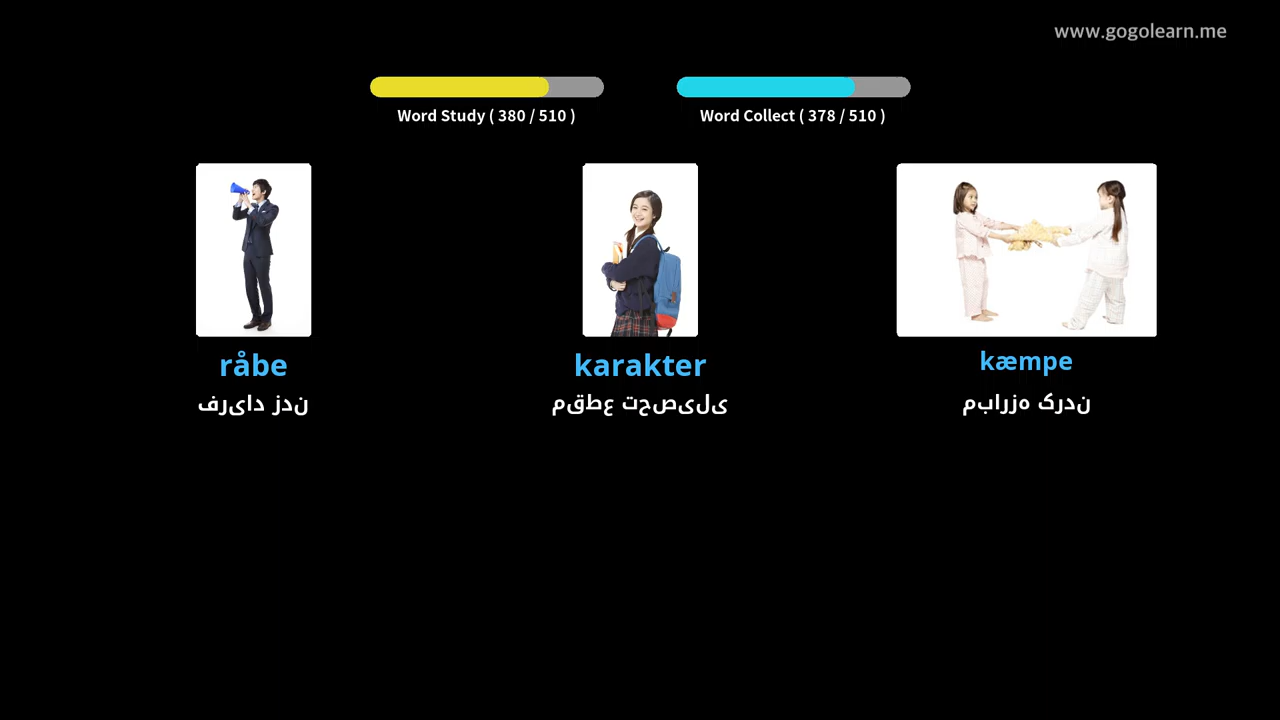 www.gogolearn.me
Word Study ( 380 / 510 )
Word Collect ( 378 / 510 )
råbe
فریاد زدن
karakter
مقطع تحصیلی
kæmpe
مبارزه کردن